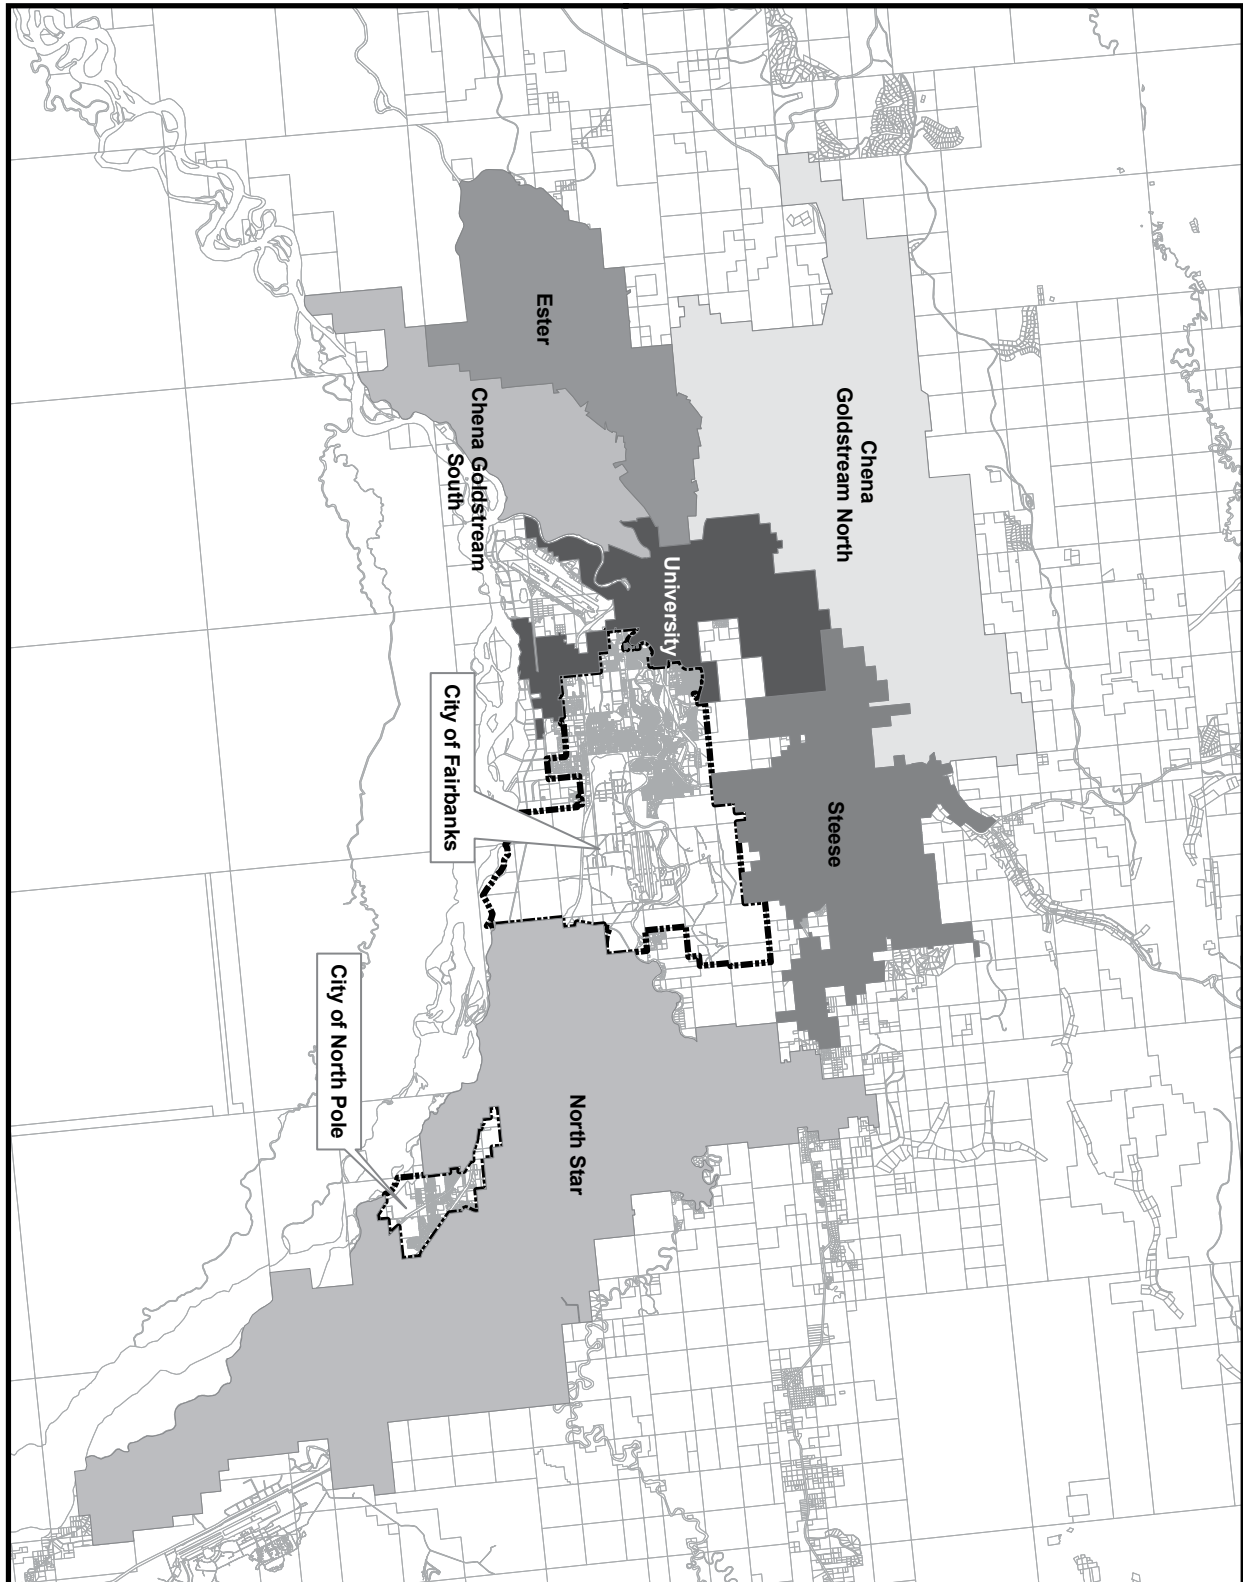 Chena
Goldstream North
Ester
Chena Goldstream
South
University
Steese
City of Fairbanks
North Star
City of North Pole